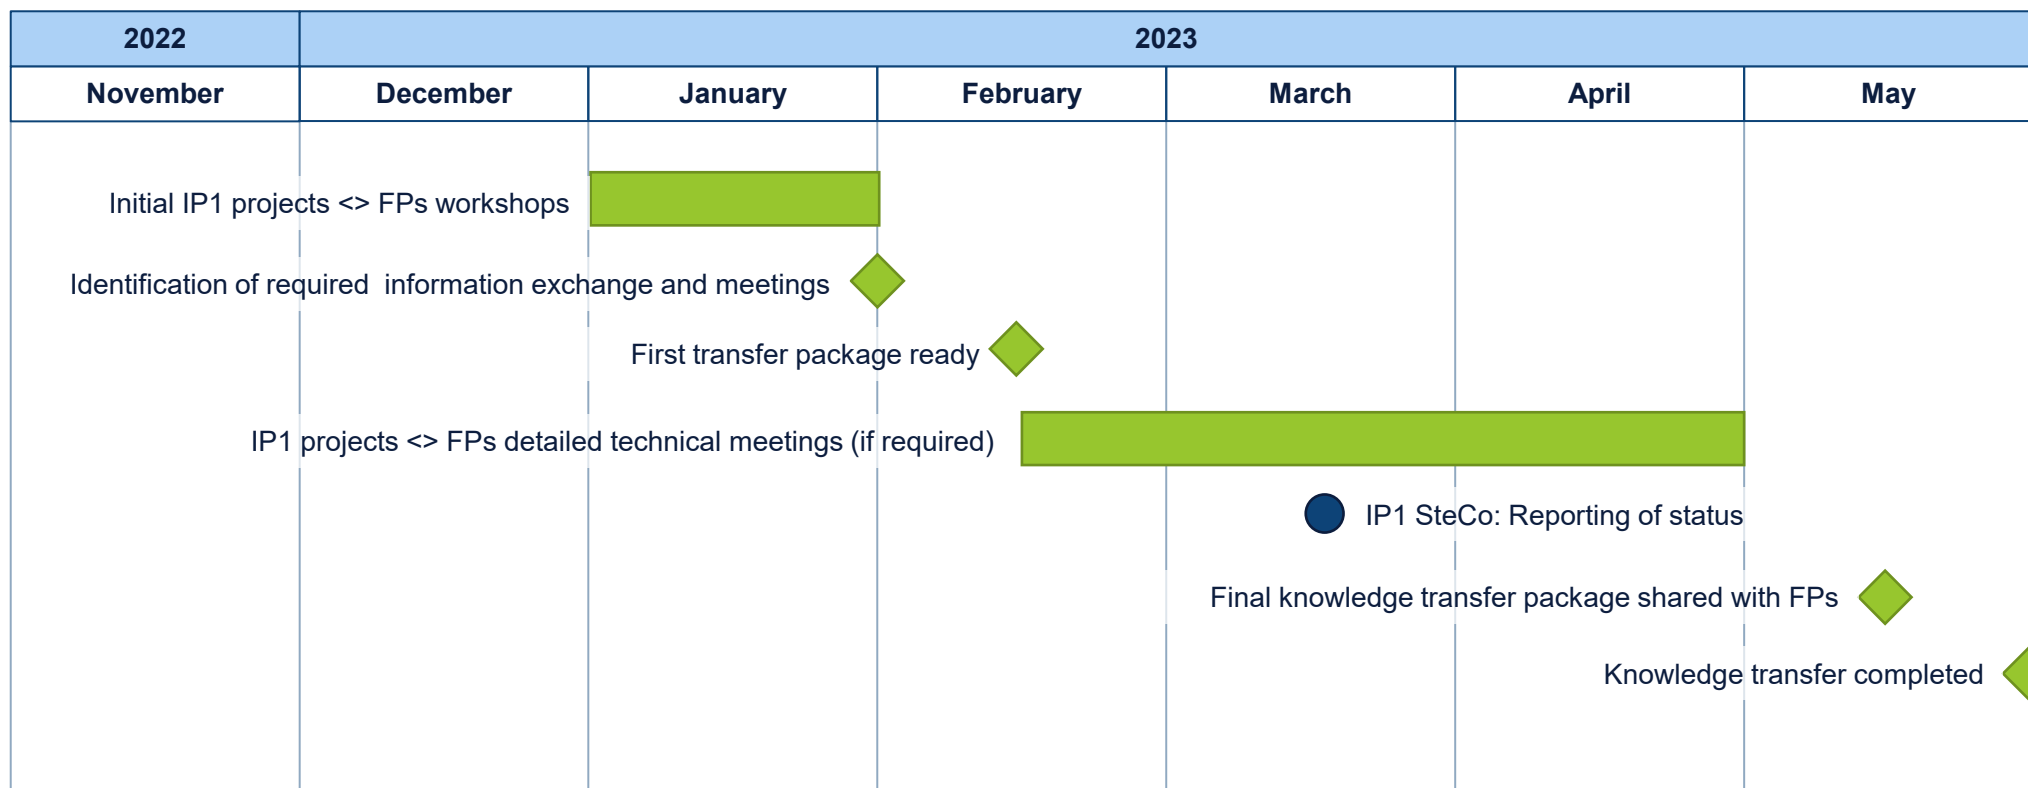 2022
2023
November
December
January
February
March
April
May
Initial IP1 projects <> FPs workshops
Identification of required  information exchange and meetings
First transfer package ready
IP1 projects <> FPs detailed technical meetings (if required)
IP1 SteCo: Reporting of status
Final knowledge transfer package shared with FPs
Knowledge transfer completed